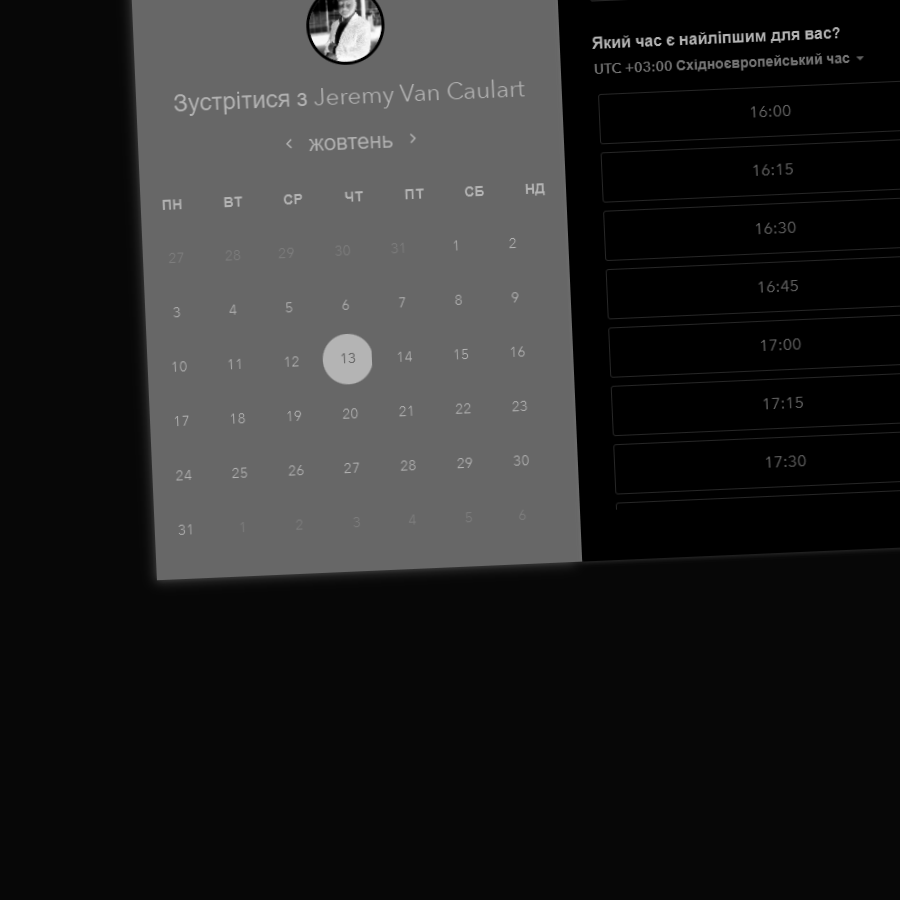 Зустрітися з Jeremy Van Caulart
жовтень
ПН ВТ СР ЧТ ПТ СБ НД
27 28 29 30 31 1 2
3 4 5 6 7 8 9
10 11 12 13 14 15 16
17 18 19 20 21 22 23
24 25 26 27 28 29 30
31 1 2 3 4 5 6
Який час є найліпшим для вас?
UTC +03:00 Східноєвропейський час
16:00
16:15
16:30
16:45
17:00
17:15
17:30